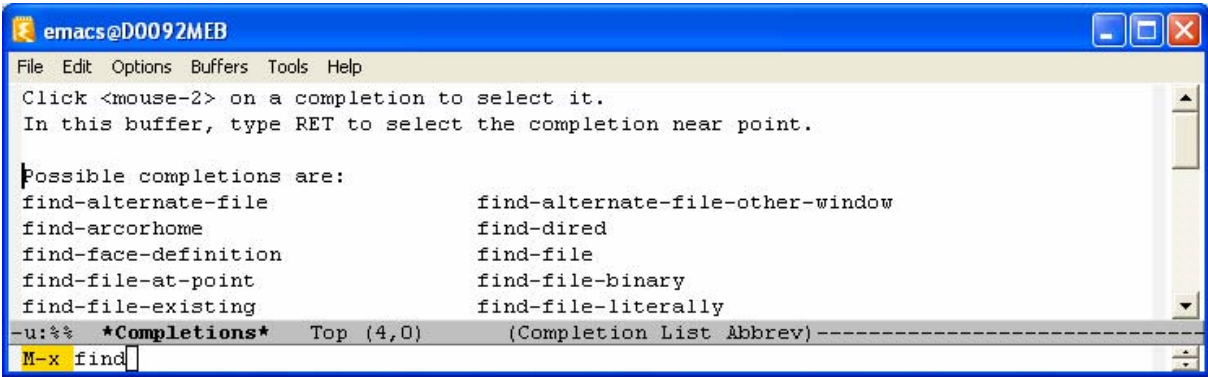 emacs@D0092MEB
File Edit Options Buffers Tools Help
Click <mouse-2> on a completion to select it.
In this buffer, type RET to select the completion near point.
Possible completions are:
find-alternate-file find-alternate-file-other-window
find-arcorhome find-dired
find-face-definition find-file
find-file-at-point find-file-binary
find-file-existing find-file-literally
-u:%% *Completions* Top (4,0) (Completion List Abbrev)------------------------------
M-x find